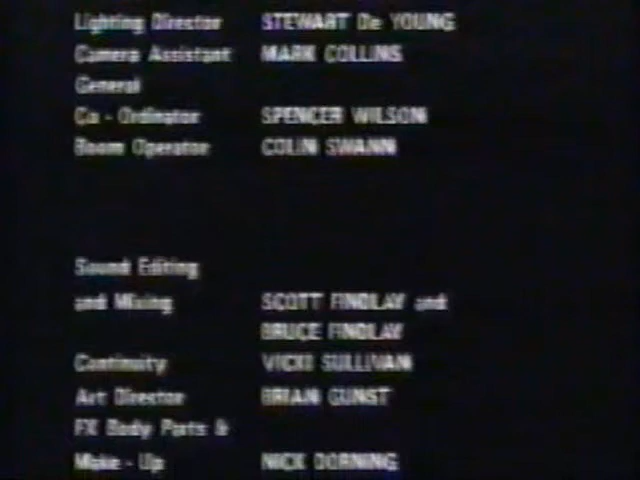 Lighting Director STEWART De YOUNG
Camera Assistant MARK COLLINS
General
Co - Ordinator SPENCER WILSON
Boom Operator COLIN SWANN
Sound Editing
and Mixing SCOTT FINDLAY and
BRUCE FINDLAY
Continuity VICKI SULLIVAN
Art Director BRIAN GUNST
FX Body Parts &
Make - Up NICK DORNING